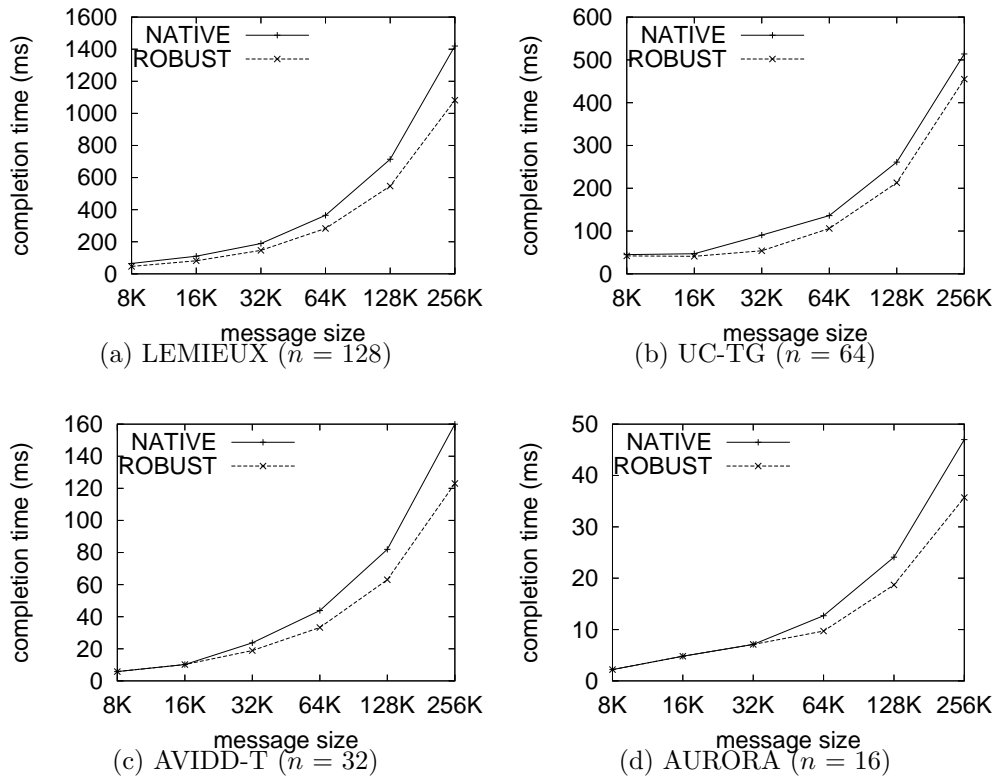 completion time (ms)
1600
1400
1200
1000
800
600
400
200
0
NATIVE
ROBUST
8K 16K 32K 64K 128K 256K
message size
(a) LEMIEUX (n = 128)
completion time (ms)
600
500
400
300
200
100
0
NATIVE
ROBUST
8K 16K 32K 64K 128K 256K
message size
(b) UC-TG (n = 64)
completion time (ms)
160
140
120
100
80
60
40
20
0
NATIVE
ROBUST
8K 16K 32K 64K 128K 256K
message size
(c) AVIDD-T (n = 32)
completion time (ms)
50
40
30
20
10
0
NATIVE
ROBUST
8K 16K 32K 64K 128K 256K
message size
(d) AURORA (n = 16)